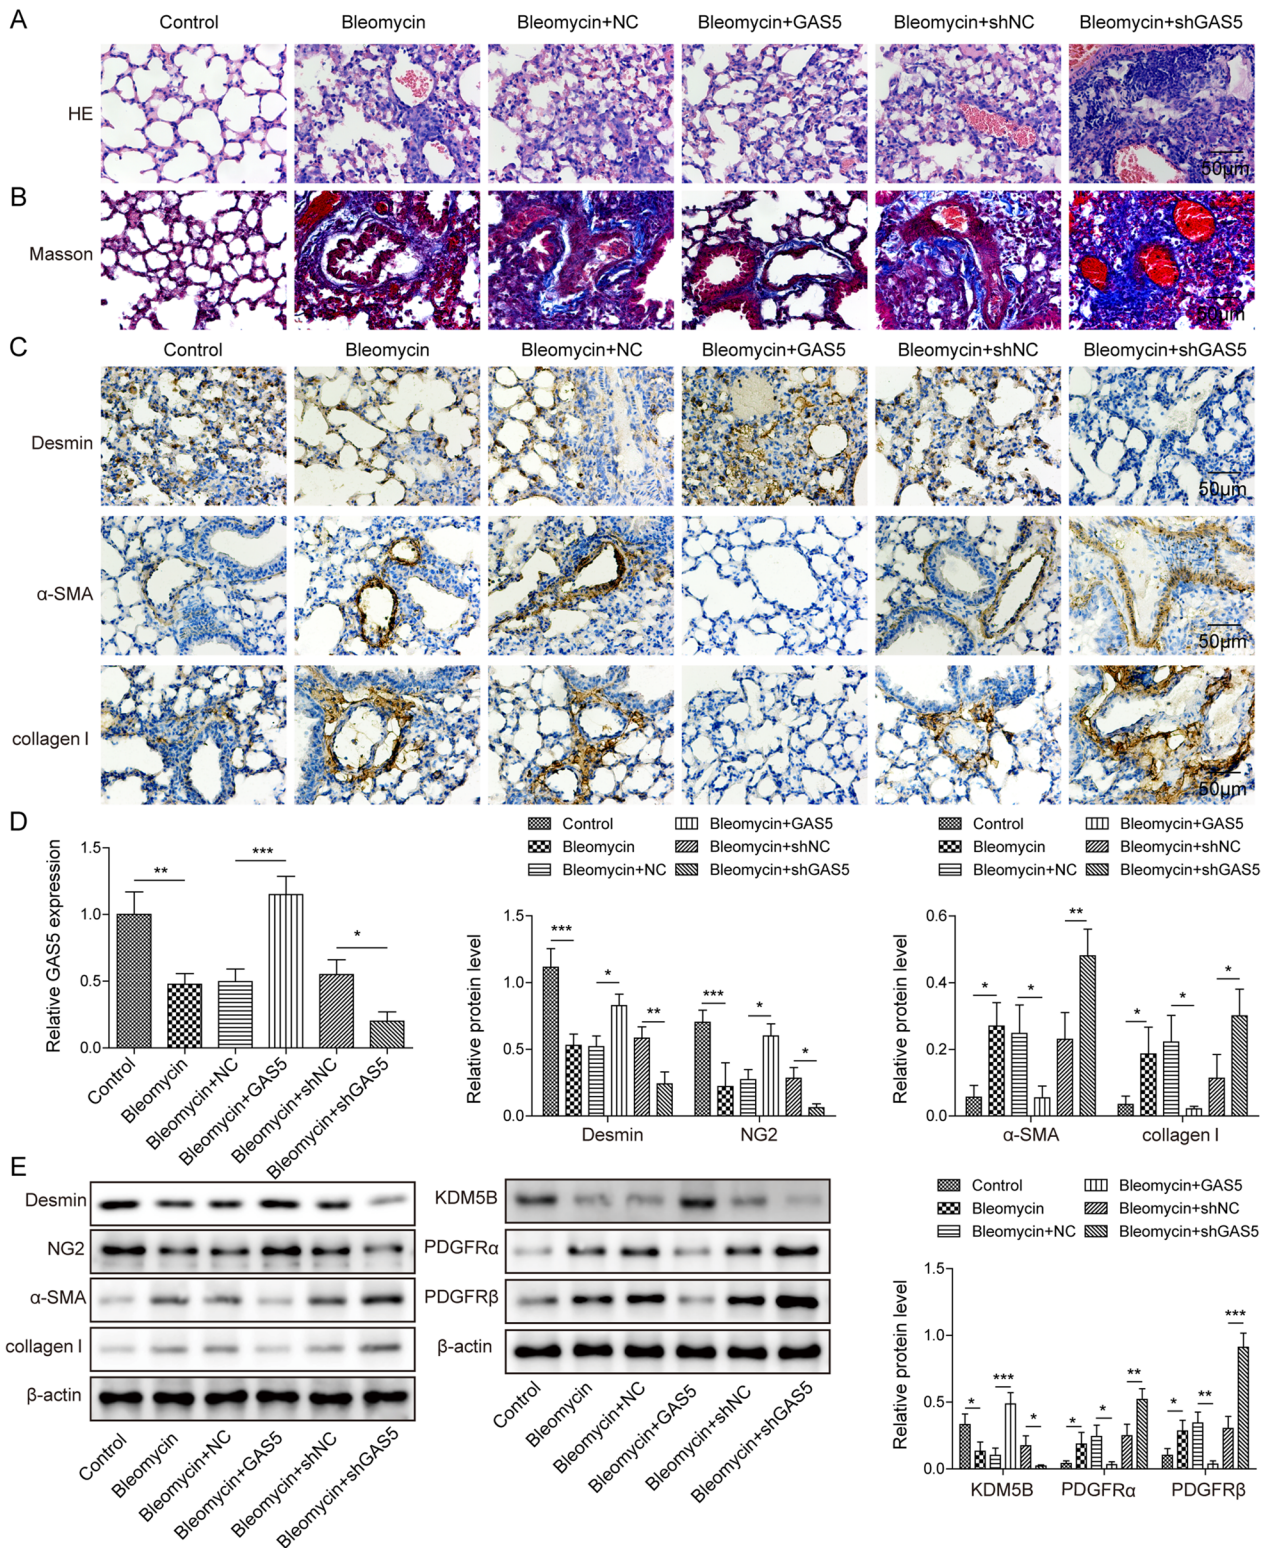 A
Control Bleomycin Bleomycin+NC Bleomycin+GAS5 Bleomycin+shNC Bleomycin+shGAS5
HE
50μm
B
Masson
50μm
C
Control Bleomycin Bleomycin+NC Bleomycin+GAS5 Bleomycin+shNC Bleomycin+shGAS5
Desmin
50μm
α-SMA
50μm
collagen I
50μm
D
Relative GAS5 expression
1.5
1.0
0.5
0.0
** *** *
Control Bleomycin Bleomycin+NC Bleomycin+GAS5 Bleomycin+shNC Bleomycin+shGAS5
Control Bleomycin+GAS5
Bleomycin Bleomycin+shNC
Bleomycin+NC Bleomycin+shGAS5
Relative protein level
1.5
1.0
0.5
0.0
*** * ** *** * *
Desmin NG2
Control Bleomycin+GAS5
Bleomycin Bleomycin+shNC
Bleomycin+NC Bleomycin+shGAS5
Relative protein level
0.6
0.4
0.2
0.0
* * ** * * *
α-SMA collagen I
E
Desmin
NG2
α-SMA
collagen I
β-actin
Control Bleomycin Bleomycin+NC Bleomycin+GAS5 Bleomycin+shNC Bleomycin+shGAS5
KDM5B
PDGFRα
PDGFRβ
β-actin
Control Bleomycin Bleomycin+NC Bleomycin+GAS5 Bleomycin+shNC Bleomycin+shGAS5
Control Bleomycin+GAS5
Bleomycin Bleomycin+shNC
Bleomycin+NC Bleomycin+shGAS5
Relative protein level
1.5
1.0
0.5
0.0
* *** * * * ** * ** ***
KDM5B PDGFRα PDGFRβ